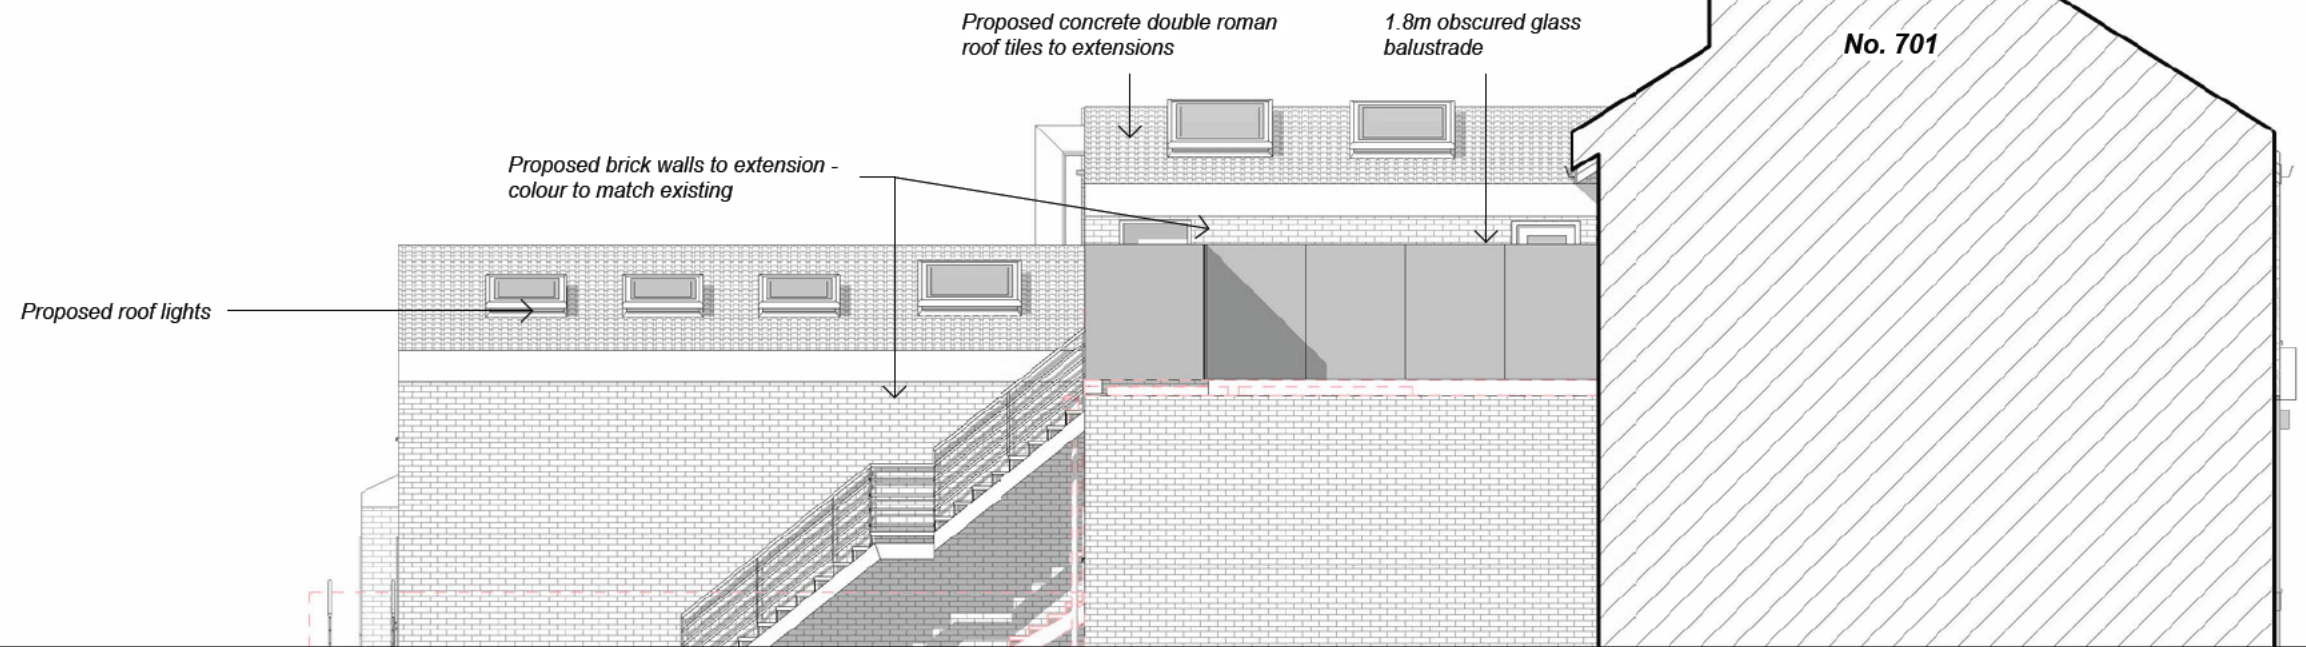 Proposed concrete double roman
roof tiles to extensions
1.8m obscured glass
balustrade
No. 701
Proposed brick walls to extension -
colour to match existing
Proposed roof lights